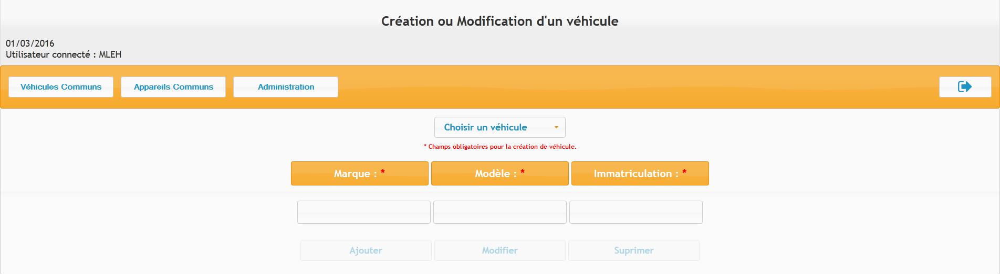 Création ou Modification d'un véhicule
01/03/2016
Utilisateur connecté : MLEH
Véhicules Communs Appareils Communs Administration
Choisir un véhicule
* Champs obligatoires pour la création de véhicule.
Marque : * Modèle : * Immatriculation : *
Ajouter Modifier Suprimer